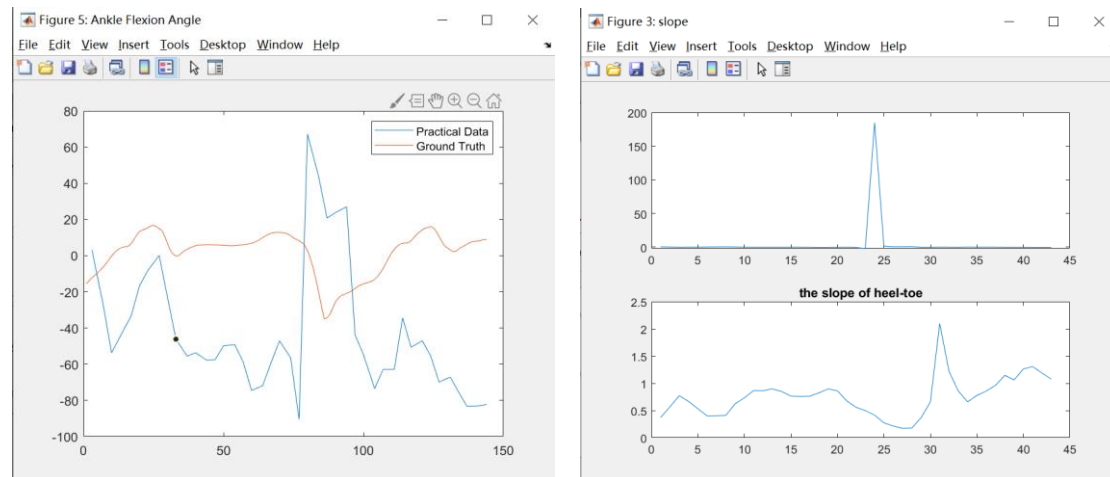 Figure 5: Ankle Flexion Angle
File Edit View Insert Tools Desktop Window Help
80
60
40
20
0
-20
-40
-60
-80
-100
0 50 100 150
Practical Data
Ground Truth
Figure 3: slope
File Edit View Insert Tools Desktop Window Help
200
150
100
50
0
0 5 10 15 20 25 30 35 40 45
the slope of heel-toe
2.5
2
1.5
1
0.5
0
0 5 10 15 20 25 30 35 40 45